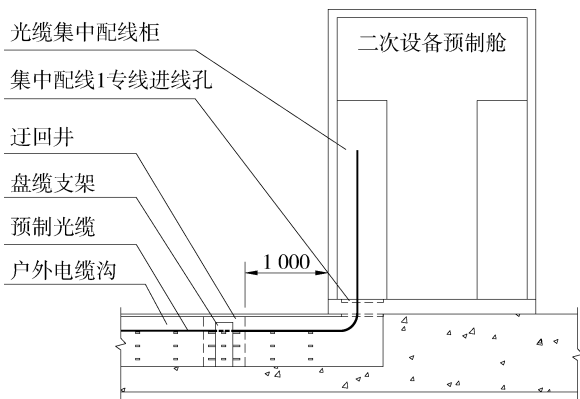 光缆集中配线柜
二次设备预制舱
集中配线1专线进线孔
迂回井
盘缆支架
预制光缆
户外电缆沟
1 000